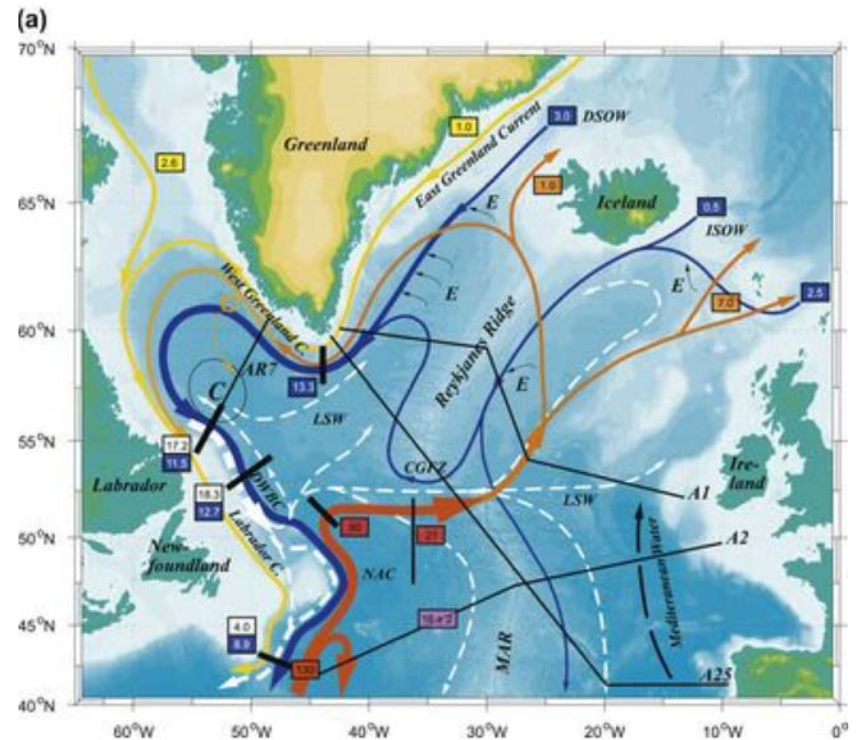 (a)
70°N
65°N
60°N
55°N
50°N
45°N
40°N
60°W
50°W
40°W
30°W
20°W
10°W
0°
Greenland
1.0
East Greenland Current
3.0
DSOW
2.6
E
1.0
Iceland
0.5
ISOW
West Greenland C.
E
E
7.0
2.5
C
AR7
13.3
Reykjanes Ridge
E
C
LSW
17.2
11.5
CGFZ
Labrador
DWBC
18.3
12.7
LSW
A1
Ire-
land
Labrador C.
New-
foundland
27
A2
NAC
Mediterranean Water
4.0
8.9
MAR
130
A25